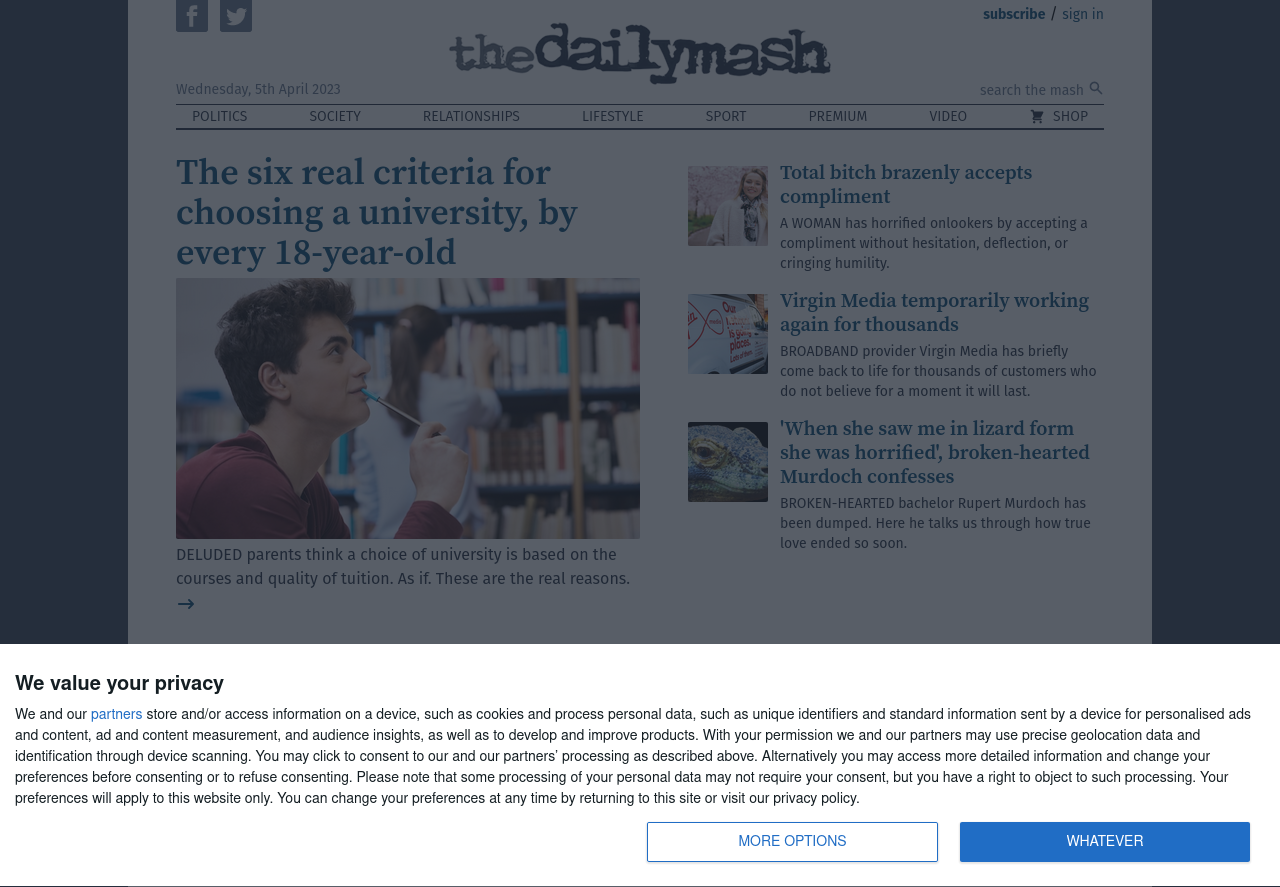 subscribe / sign in
thedailymash
Wednesday, 5th April 2023
search the mash
POLITICS SOCIETY RELATIONSHIPS LIFESTYLE SPORT PREMIUM VIDEO SHOP
The six real criteria for
choosing a university, by
every 18-year-old
DELUDED parents think a choice of university is based on the
courses and quality of tuition. As if. These are the real reasons.
→
Total bitch brazenly accepts
compliment
A WOMAN has horrified onlookers by accepting a
compliment without hesitation, deflection, or
cringing humility.
Virgin Media temporarily working
again for thousands
BROADBAND provider Virgin Media has briefly
come back to life for thousands of customers who
do not believe for a moment it will last.
'When she saw me in lizard form
she was horrified', broken-hearted
Murdoch confesses
BROKEN-HEARTED bachelor Rupert Murdoch has
been dumped. Here he talks us through how true
love ended so soon.
We value your privacy
We and our partners store and/or access information on a device, such as cookies and process personal data, such as unique identifiers and standard information sent by a device for personalised ads
and content, ad and content measurement, and audience insights, as well as to develop and improve products. With your permission we and our partners may use precise geolocation data and
identification through device scanning. You may click to consent to our and our partners’ processing as described above. Alternatively you may access more detailed information and change your
preferences before consenting or to refuse consenting. Please note that some processing of your personal data may not require your consent, but you have a right to object to such processing. Your
preferences will apply to this website only. You can change your preferences at any time by returning to this site or visit our privacy policy.
MORE OPTIONS
WHATEVER